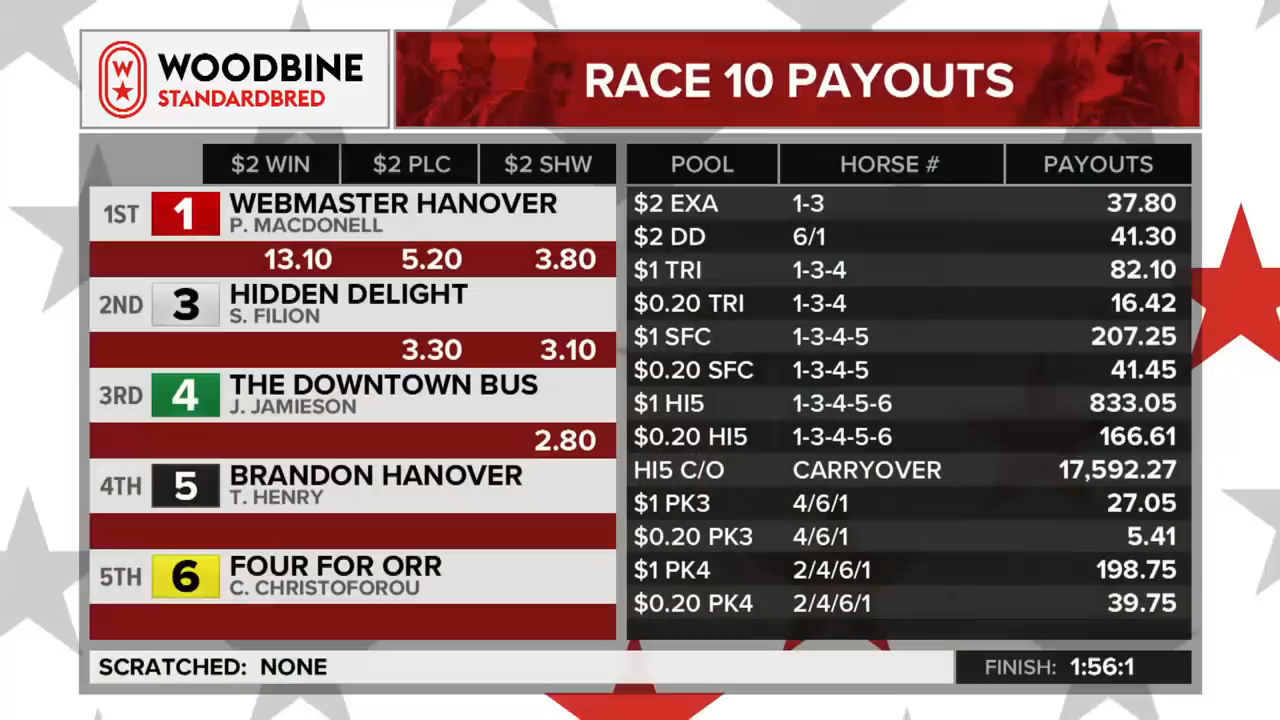 WOODBINE
STANDARDBRED
RACE 10 PAYOUTS
$2 WIN $2 PLC $2 SHW
1ST 1 WEBMASTER HANOVER
P. MACDONELL
13.10 5.20 3.80
2ND 3 HIDDEN DELIGHT
S. FILION
3.30 3.10
3RD 4 THE DOWNTOWN BUS
J. JAMIESON
2.80
4TH 5 BRANDON HANOVER
T. HENRY
5TH 6 FOUR FOR ORR
C. CHRISTOFOROU
POOL HORSE # PAYOUTS
$2 EXA 1-3 37.80
$2 DD 6/1 41.30
$1 TRI 1-3-4 82.10
$0.20 TRI 1-3-4 16.42
$1 SFC 1-3-4-5 207.25
$0.20 SFC 1-3-4-5 41.45
$1 HI5 1-3-4-5-6 833.05
$0.20 HI5 1-3-4-5-6 166.61
HI5 C/O CARRYOVER 17,592.27
$1 PK3 4/6/1 27.05
$0.20 PK3 4/6/1 5.41
$1 PK4 2/4/6/1 198.75
$0.20 PK4 2/4/6/1 39.75
SCRATCHED: NONE
FINISH: 1:56:1